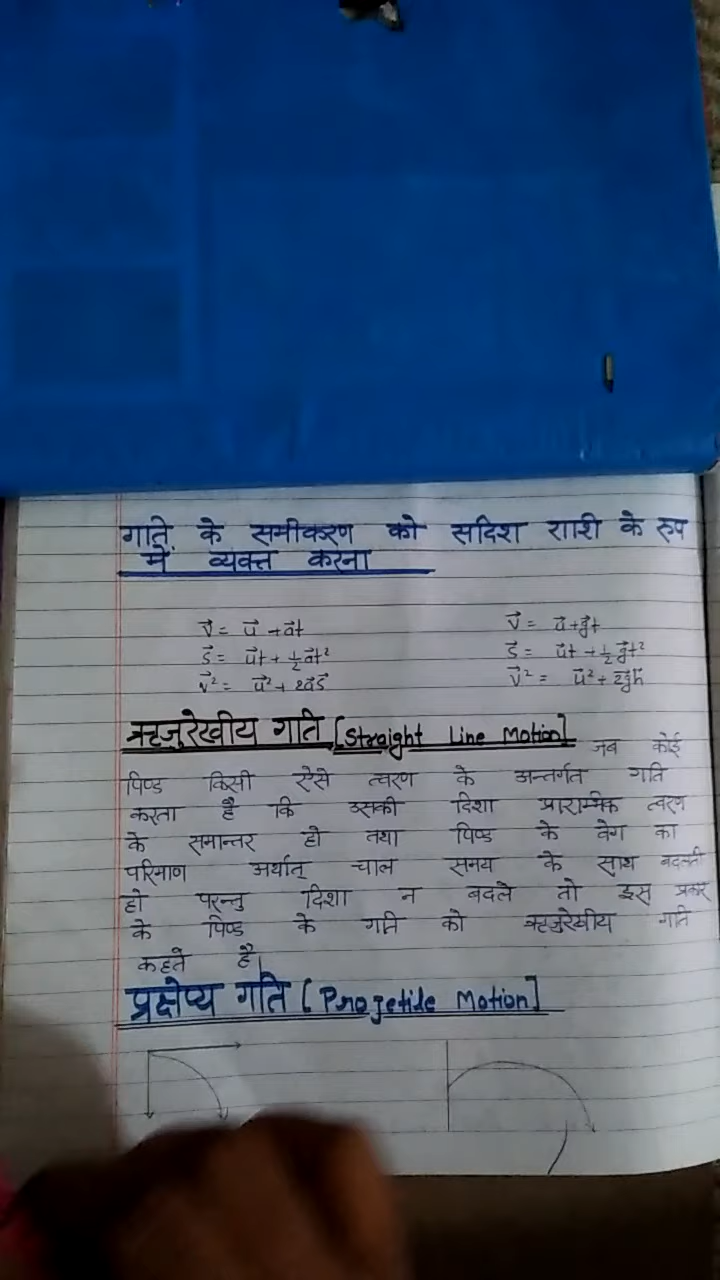 गति के समीकरण को सदिश राशी के रूप
में व्यक्त करना
v⃗ = u⃗ + a⃗t
v⃗ = u⃗ + g⃗t
s⃗ = u⃗t + ½a⃗t²
s⃗ = u⃗t + ½g⃗t²
v⃗² = u⃗² + 2a⃗s⃗
v⃗² = u⃗² + 2g⃗h⃗
ऋजुरेखीय गति [Straight Line Motion] जब कोई
पिण्ड किसी ऐसे त्वरण के अन्तर्गत गति
करता है कि उसकी दिशा प्रारम्भिक त्वरण
के समान्तर हो तथा पिण्ड के वेग का
परिमाण अर्थात् चाल समय के साथ बदलती
हो परन्तु दिशा न बदले तो इस प्रकार
के पिण्ड के गति को ऋजुरेखीय गति
कहते है।
प्रक्षेप्य गति [Projetile Motion]